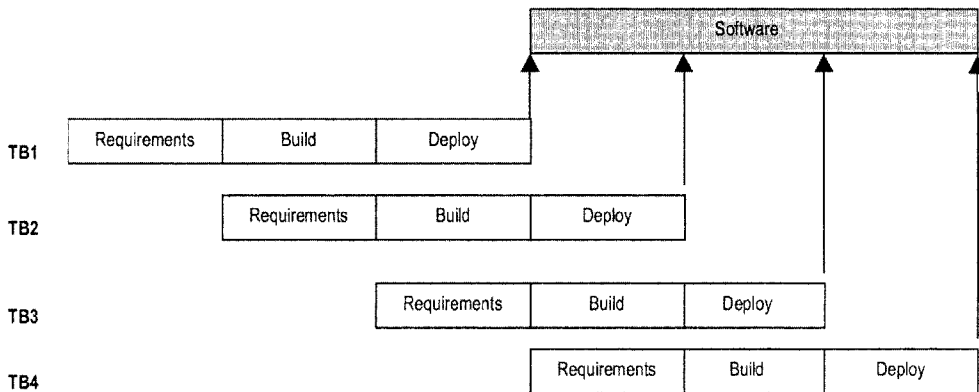 Software
TB1 Requirements Build Deploy
TB2 Requirements Build Deploy
TB3 Requirements Build Deploy
TB4 Requirements Build Deploy